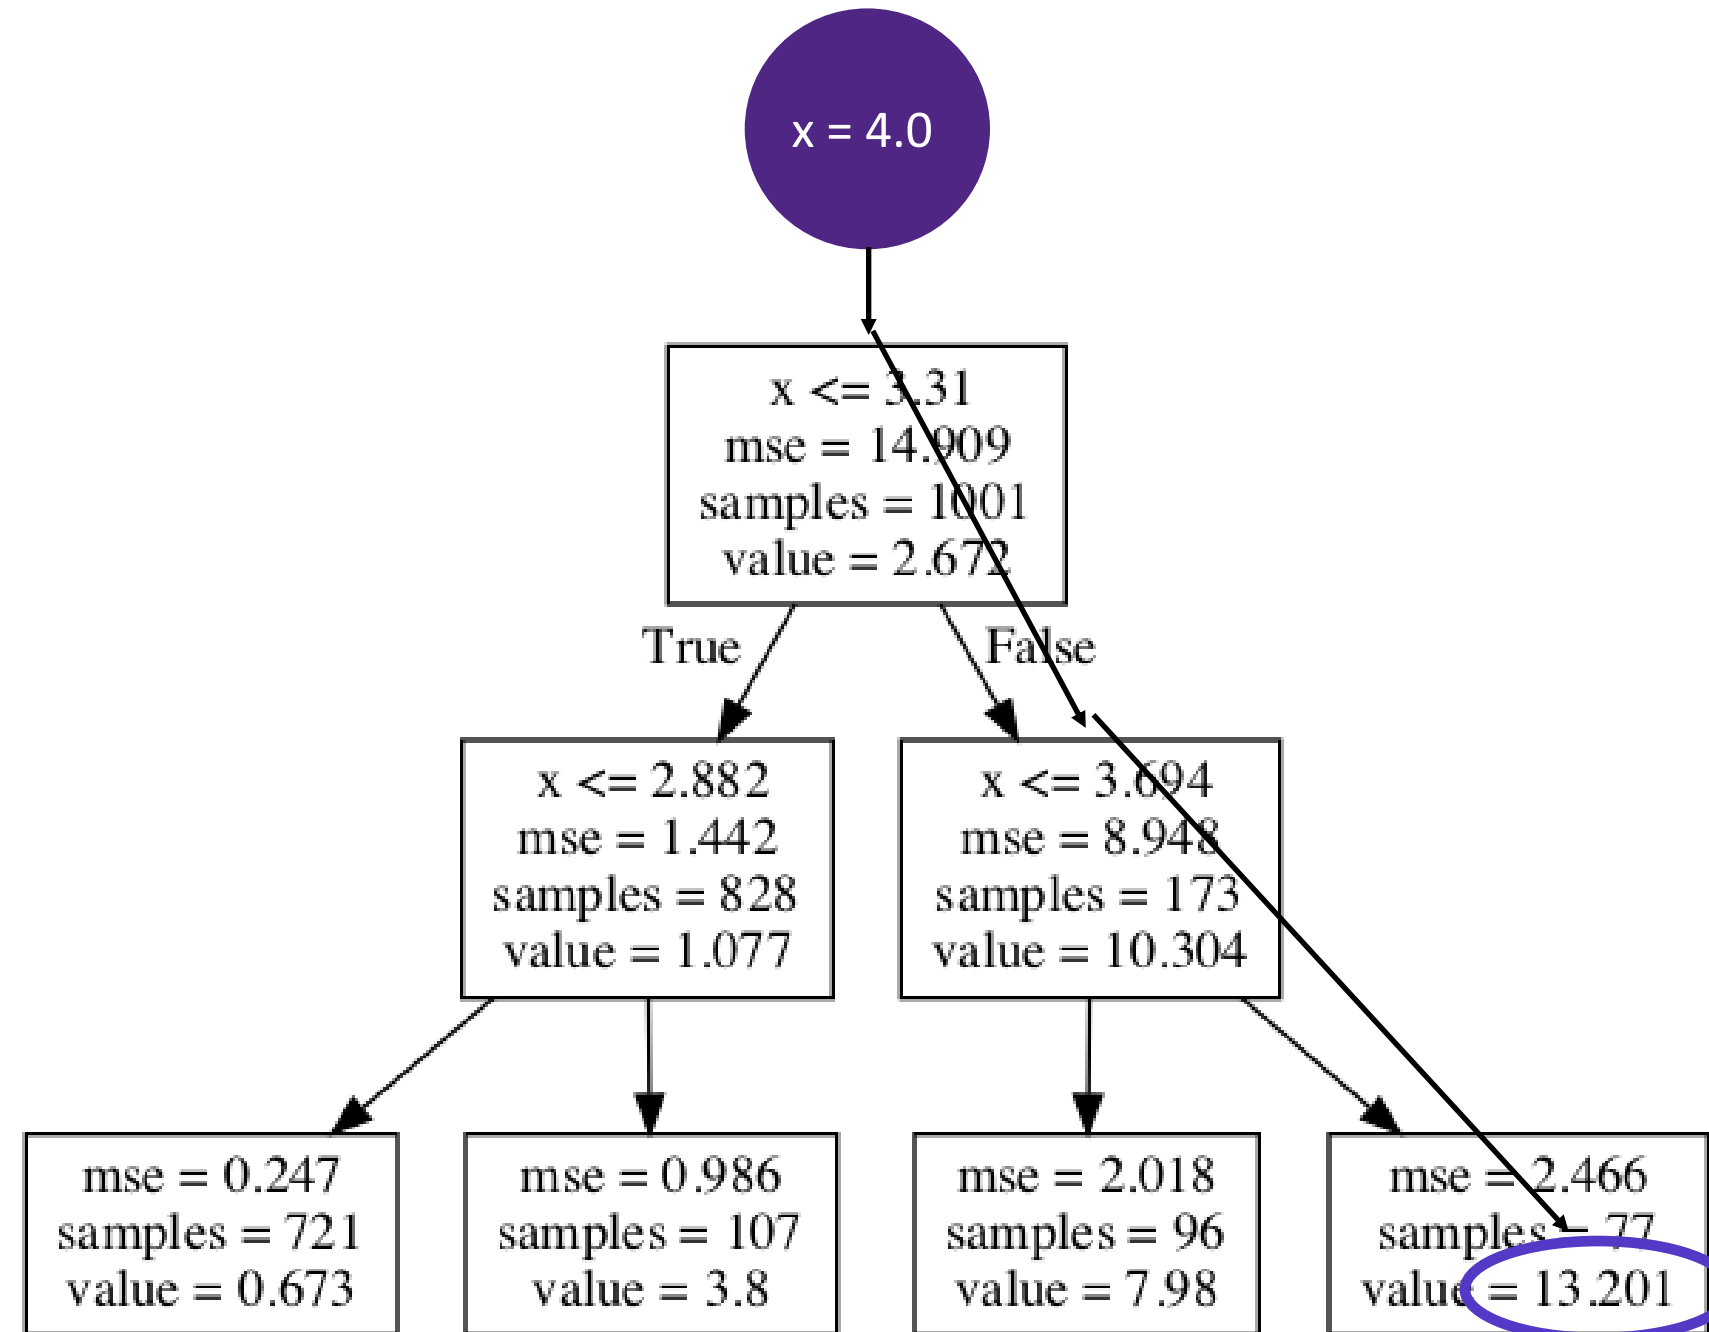 x = 4.0
x <= 3.31
mse = 14.909
samples = 1001
value = 2.672
True
False
x <= 2.882
mse = 1.442
samples = 828
value = 1.077
x <= 3.694
mse = 8.948
samples = 173
value = 10.304
mse = 0.247
samples = 721
value = 0.673
mse = 0.986
samples = 107
value = 3.8
mse = 2.018
samples = 96
value = 7.98
mse = 2.466
samples = 77
value = 13.201